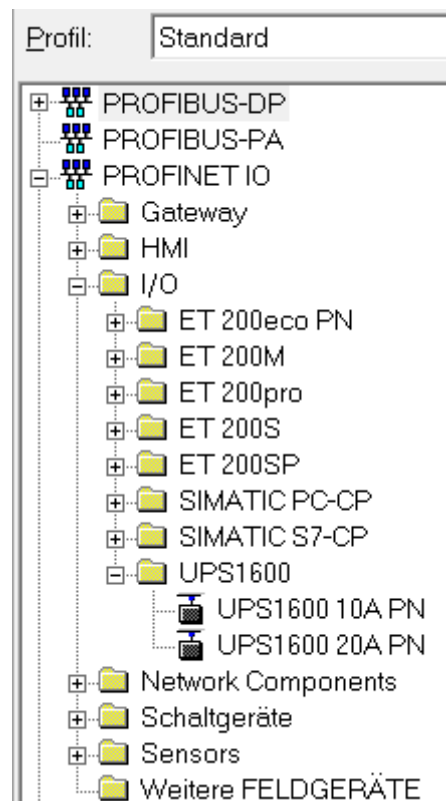 Profil: Standard
PROFIBUS-DP
PROFIBUS-PA
PROFINET IO
Gateway
HMI
I/O
ET 200eco PN
ET 200M
ET 200pro
ET 200S
ET 200SP
SIMATIC PC-CP
SIMATIC S7-CP
UPS1600
UPS1600 10A PN
UPS1600 20A PN
Network Components
Schaltgeräte
Sensors
Weitere FELDGERÄTE